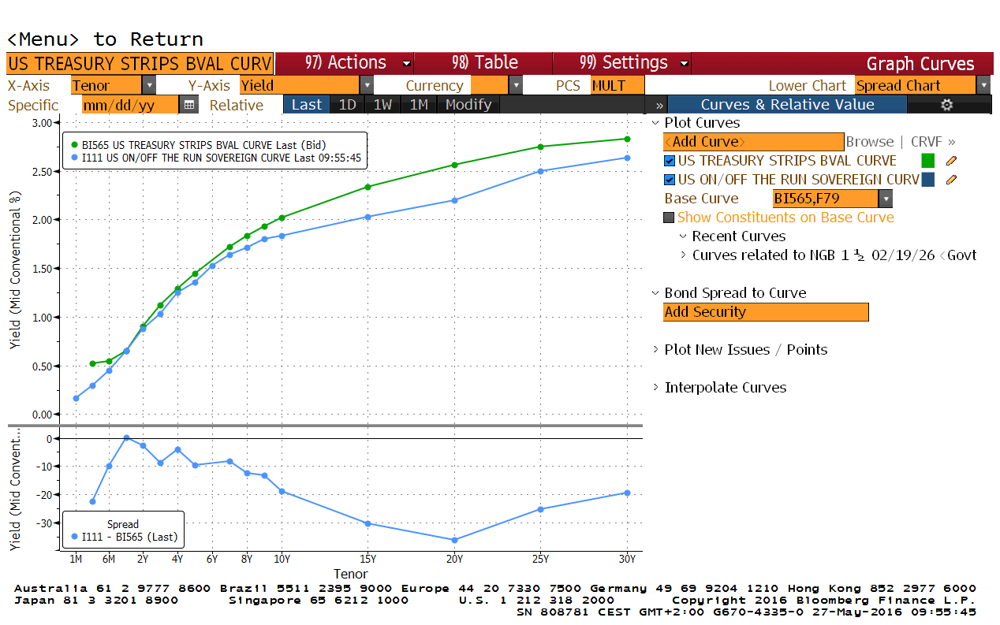 <Menu> to Return
US TREASURY STRIPS BVAL CURV 97) Actions 98) Table 99) Settings Graph Curves
X-Axis Tenor Y-Axis Yield Currency PCS MULT Lower Chart Spread Chart
Specific mm/dd/yy Relative Last 1D 1W 1M Modify » Curves & Relative Value
Plot Curves
<Add Curve> Browse | CRVF »
US TREASURY STRIPS BVAL CURVE
US ON/OFF THE RUN SOVEREIGN CURV
Base Curve BI565,F79
Show Constituents on Base Curve
Recent Curves
Curves related to NGB 1 ½ 02/19/26 <Govt
Bond Spread to Curve
Add Security
Plot New Issues / Points
Interpolate Curves
BI565 US TREASURY STRIPS BVAL CURVE Last (Bid)
I111 US ON/OFF THE RUN SOVEREIGN CURVE Last 09:55:45
Yield (Mid Conventional %)
3.00
2.50
2.00
1.50
1.00
0.50
0.00
Yield (Mid Convent...
0
-10
-20
-30
Spread
I111 - BI565 (Last)
1M 6M 2Y 4Y 6Y 8Y 10Y 15Y 20Y 25Y 30Y
Tenor
Australia 61 2 9777 8600 Brazil 5511 2395 9000 Europe 44 20 7330 7500 Germany 49 69 9204 1210 Hong Kong 852 2977 6000
Japan 81 3 3201 8900 Singapore 65 6212 1000 U.S. 1 212 318 2000 Copyright 2016 Bloomberg Finance L.P.
SN 808781 CEST GMT+2:00 G670-4335-0 27-May-2016 09:55:45